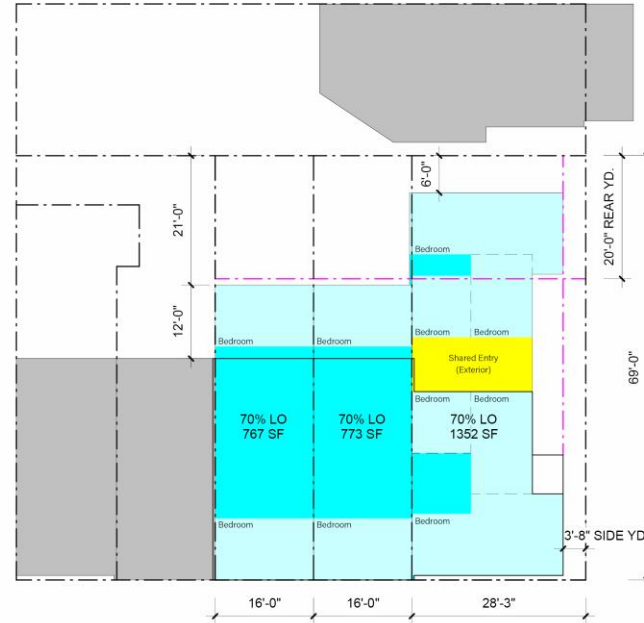 6'-0"
21'-0"
20'-0" REAR YD.
Bedroom
12'-0"
69'-0"
Bedroom
Bedroom
Bedroom
Bedroom
Shared Entry
(Exterior)
Bedroom
Bedroom
70% LO
767 SF
70% LO
773 SF
70% LO
1352 SF
Bedroom
Bedroom
Bedroom
3'-8" SIDE YD
16'-0"
16'-0"
28'-3"